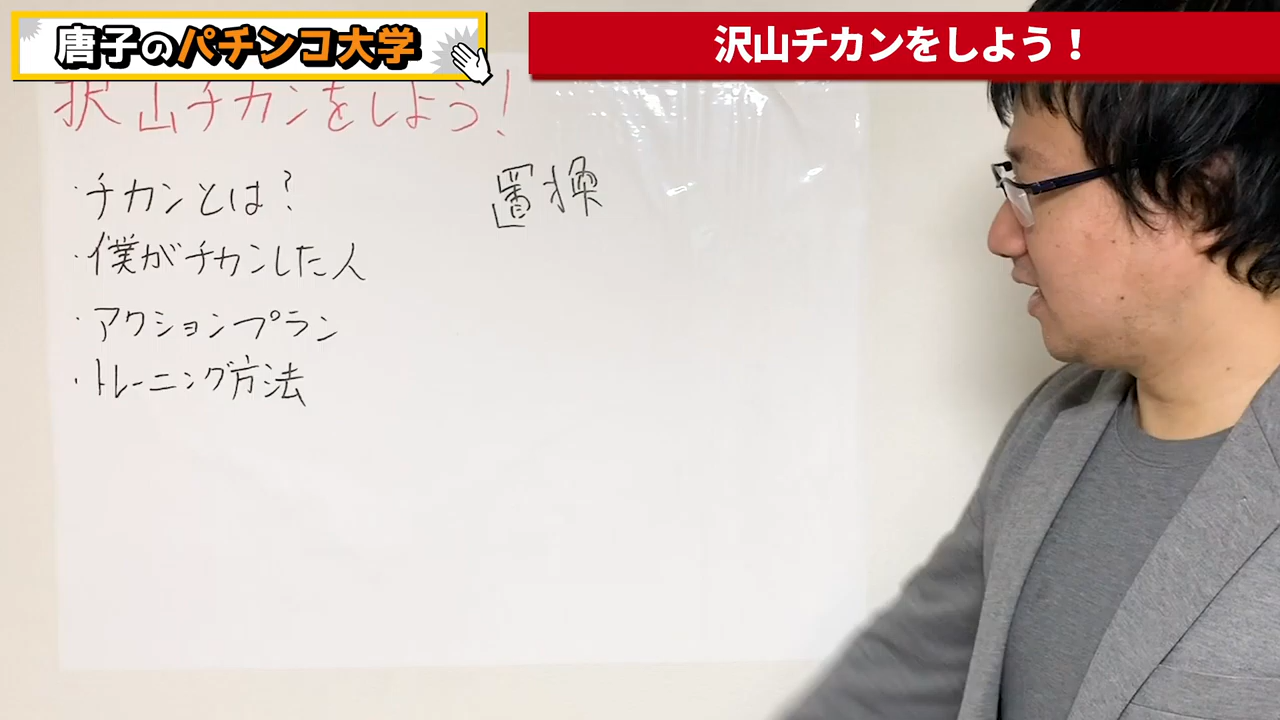 唐子のパチンコ大学
沢山チカンをしよう！
沢山チカンをしよう！
・チカンとは？
・僕がチカンした人
・アクションプラン
・トレーニング方法
置換